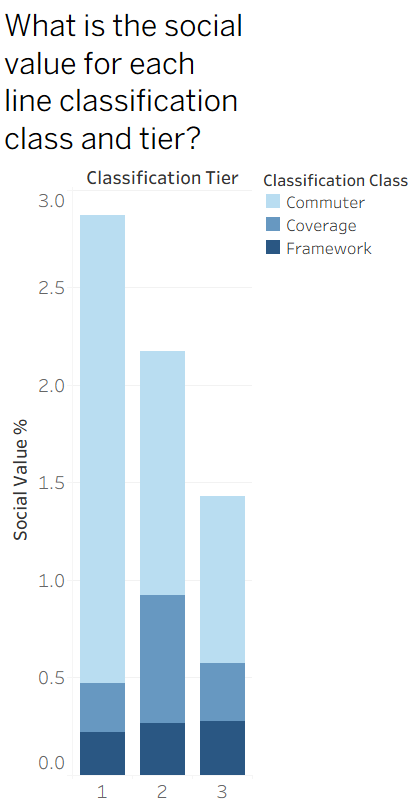 What is the social
value for each
line classification
class and tier?
Classification Tier
Classification Class
Commuter
Coverage
Framework
3.0
2.5
2.0
1.5
1.0
0.5
0.0
Social Value %
1 2 3